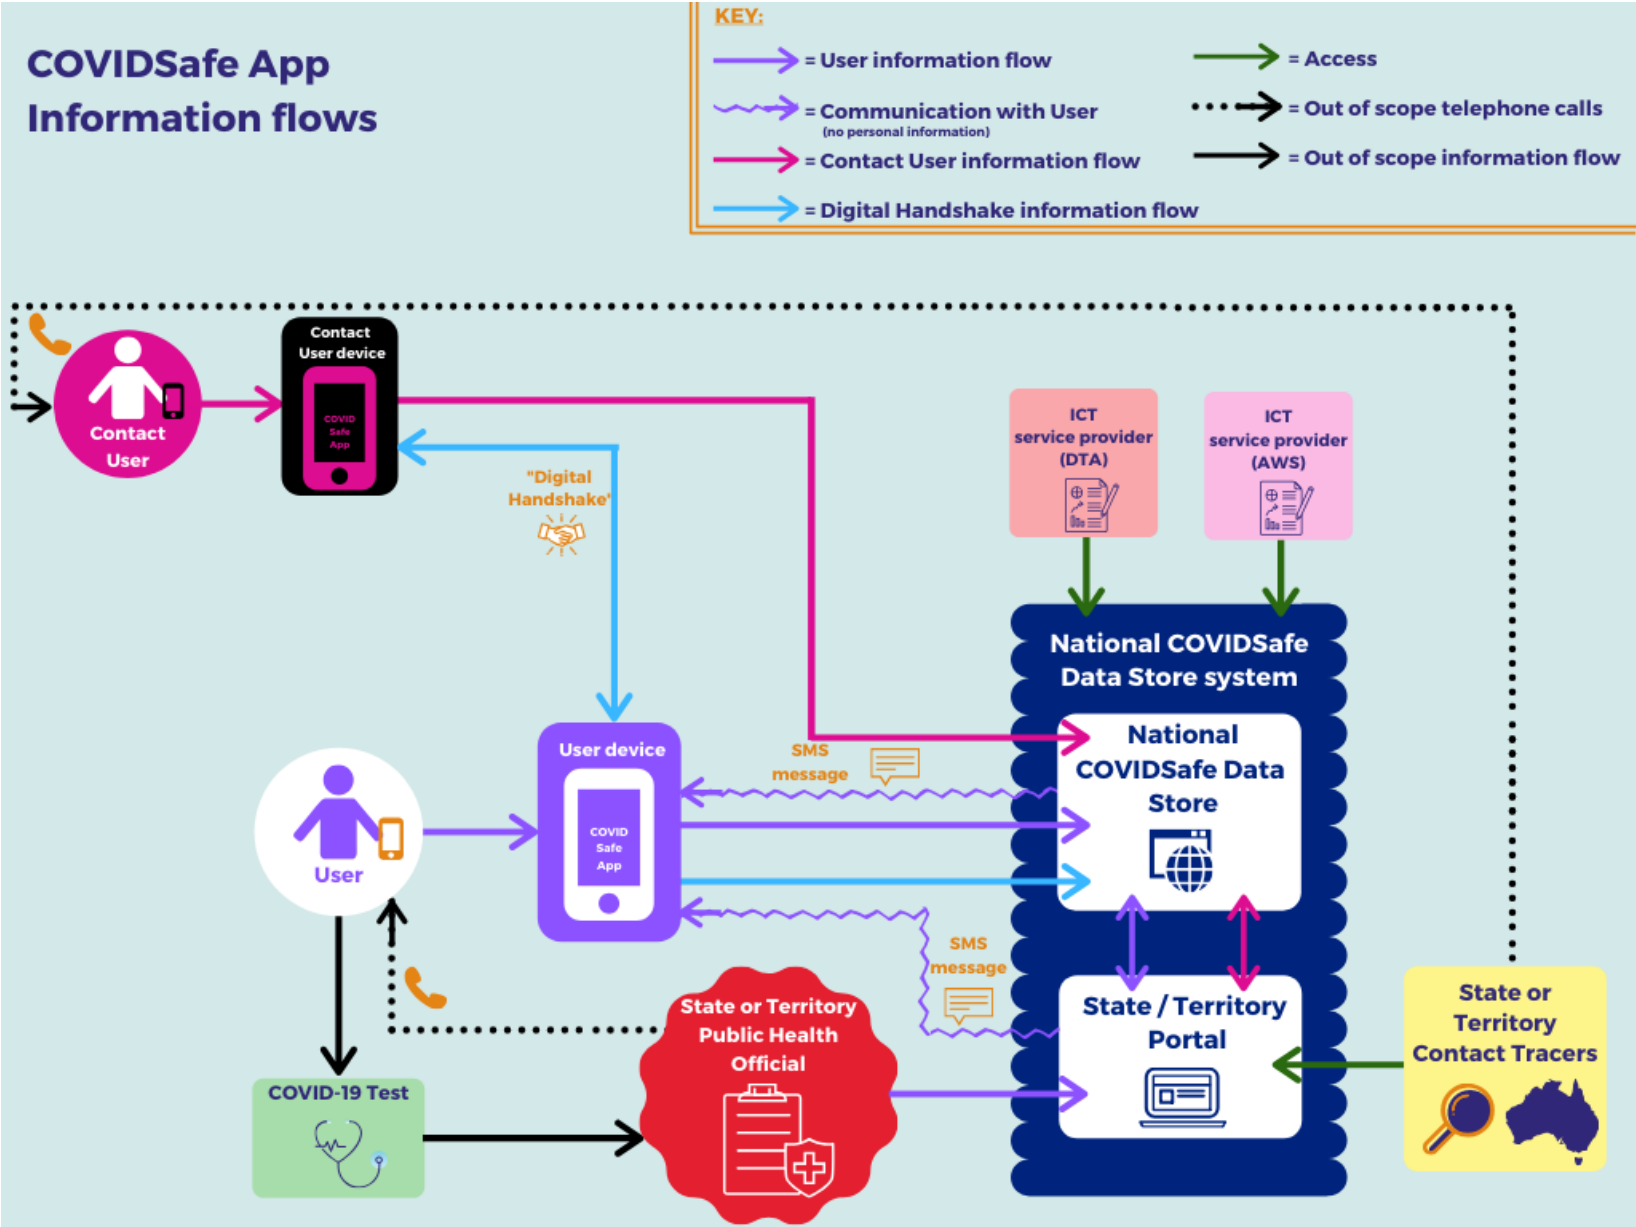 COVIDSafe App
Information flows
KEY:
= User information flow
= Communication with User
(no personal information)
= Contact User information flow
= Digital Handshake information flow
= Access
= Out of scope telephone calls
= Out of scope information flow
Contact
User
Contact
User device
COVID
Safe
App
"Digital
Handshake"
ICT
service provider
(DTA)
ICT
service provider
(AWS)
National COVIDSafe
Data Store system
National
COVIDSafe Data
Store
SMS
message
User device
COVID
Safe
App
User
SMS
message
State / Territory
Portal
State or Territory
Public Health
Official
State or
Territory
Contact Tracers
COVID-19 Test